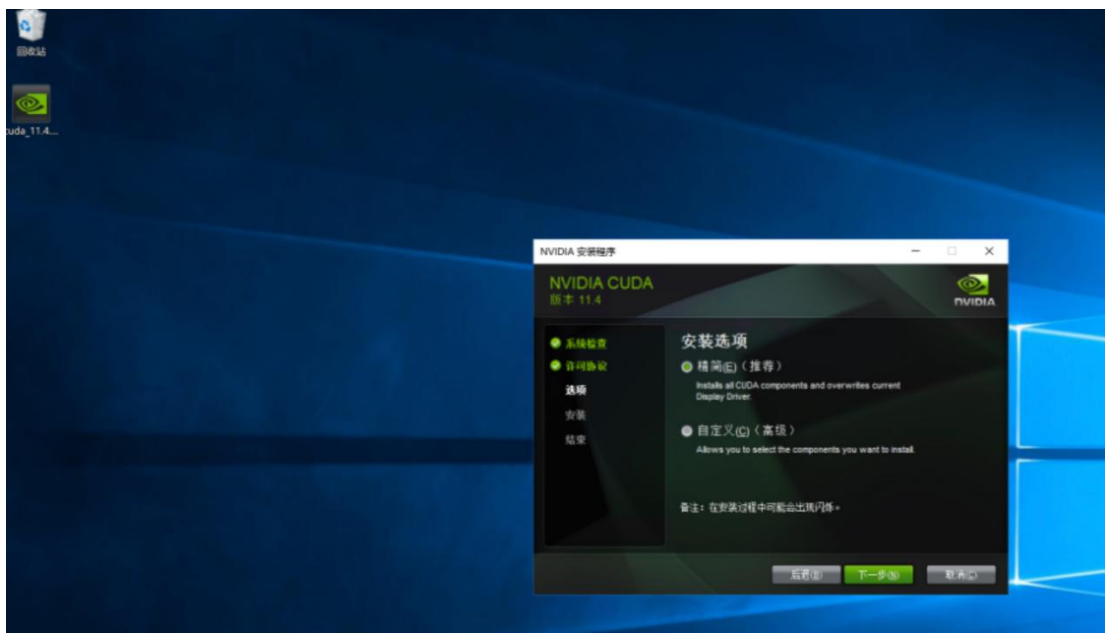 回收站
cuda_11.4....
NVIDIA 安装程序
NVIDIA CUDA
版本 11.4
NVIDIA
系统检查
许可协议
选项
安装
结束
安装选项
精简(E)（推荐）
Installs all CUDA components and overwrites current
Display Driver.
自定义(C)（高级）
Allows you to select the components you want to install.
备注：在安装过程中可能会出现闪烁。
后退(B)
下一步(N)
取消(C)